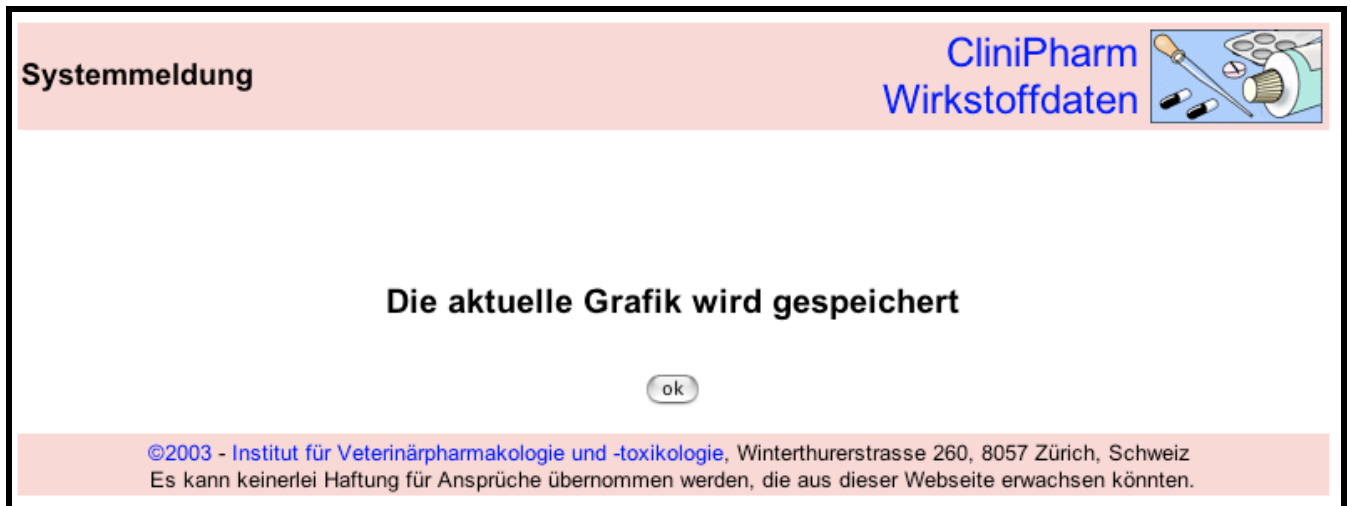 Systemmeldung
CliniPharm
Wirkstoffdaten
Die aktuelle Grafik wird gespeichert
ok
©2003 - Institut für Veterinärpharmakologie und -toxikologie, Winterthurerstrasse 260, 8057 Zürich, Schweiz
Es kann keinerlei Haftung für Ansprüche übernommen werden, die aus dieser Webseite erwachsen könnten.